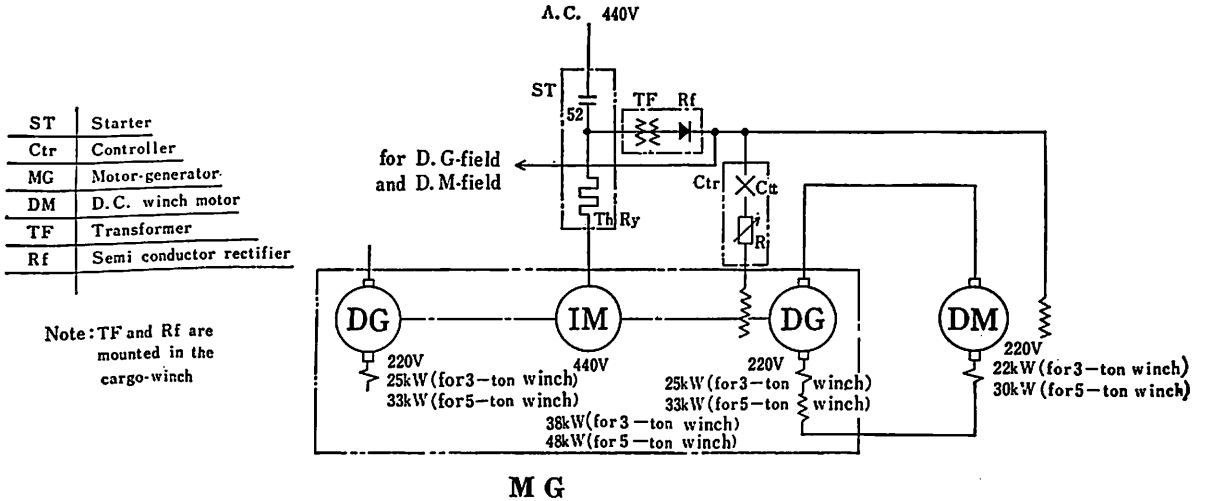 A.C. 440V
ST
52
TF Rf
for D.G-field
and D.M-field
Ctr
Ctt
Th Ry
R
ST Starter
Ctr Controller
MG Motor-generator
DM D.C. winch motor
TF Transformer
Rf Semi conductor rectifier
Note: TF and Rf are
mounted in the
cargo-winch
DG
IM
DG
DM
220V
25kW (for 3-ton winch)
33kW (for 5-ton winch)
440V
38kW (for 3-ton winch)
48kW (for 5-ton winch)
220V
25kW (for 3-ton winch)
33kW (for 5-ton winch)
220V
22kW (for 3-ton winch)
30kW (for 5-ton winch)
MG